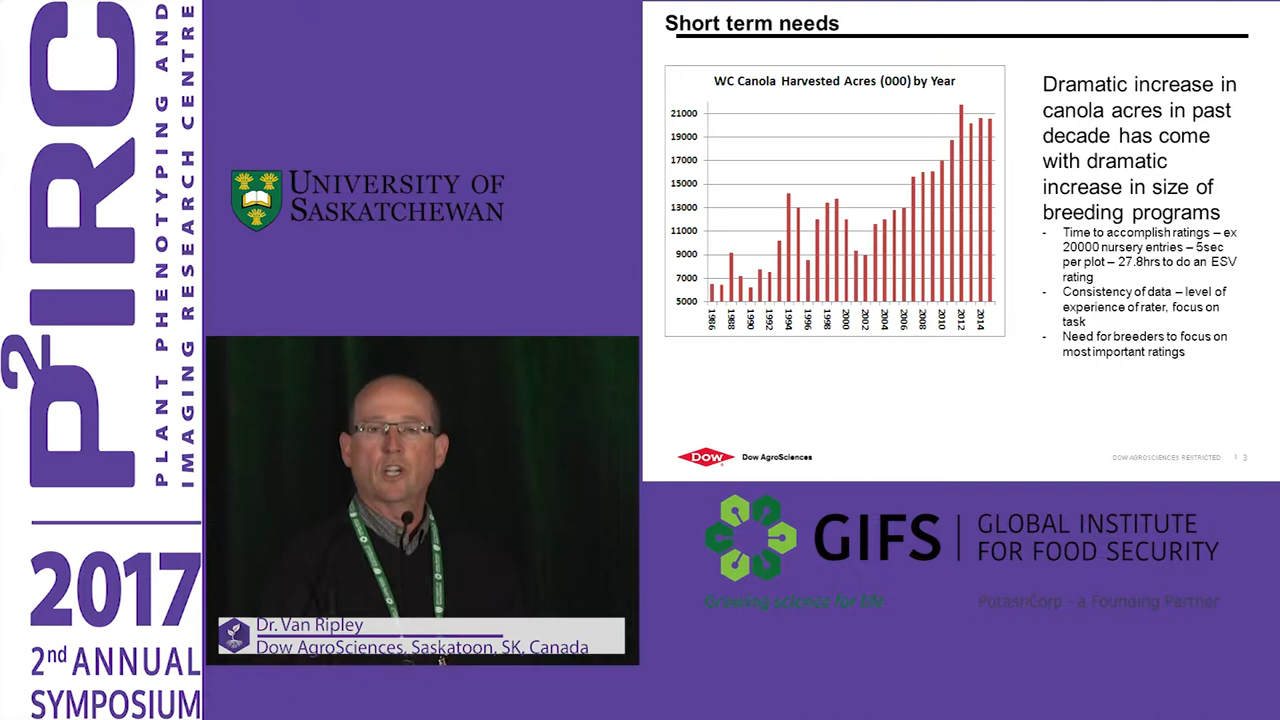 P²IRC
PLANT PHENOTYPING AND
IMAGING RESEARCH CENTRE
2017
2nd ANNUAL
SYMPOSIUM
UNIVERSITY OF
SASKATCHEWAN
Dr. Van Ripley
Dow AgroSciences, Saskatoon, SK, Canada
Short term needs
WC Canola Harvested Acres (000) by Year
21000
19000
17000
15000
13000
11000
9000
7000
5000
1986
1988
1990
1992
1994
1996
1998
2000
2002
2004
2006
2008
2010
2012
2014
Dramatic increase in
canola acres in past
decade has come
with dramatic
increase in size of
breeding programs
- Time to accomplish ratings – ex
20000 nursery entries – 5sec
per plot – 27.8hrs to do an ESV
rating
- Consistency of data – level of
experience of rater, focus on
task
- Need for breeders to focus on
most important ratings
DOW
Dow AgroSciences
DOW AGROSCIENCES RESTRICTED | 3
GIFS
GLOBAL INSTITUTE
FOR FOOD SECURITY
Growing science for life
PotashCorp - a Founding Partner